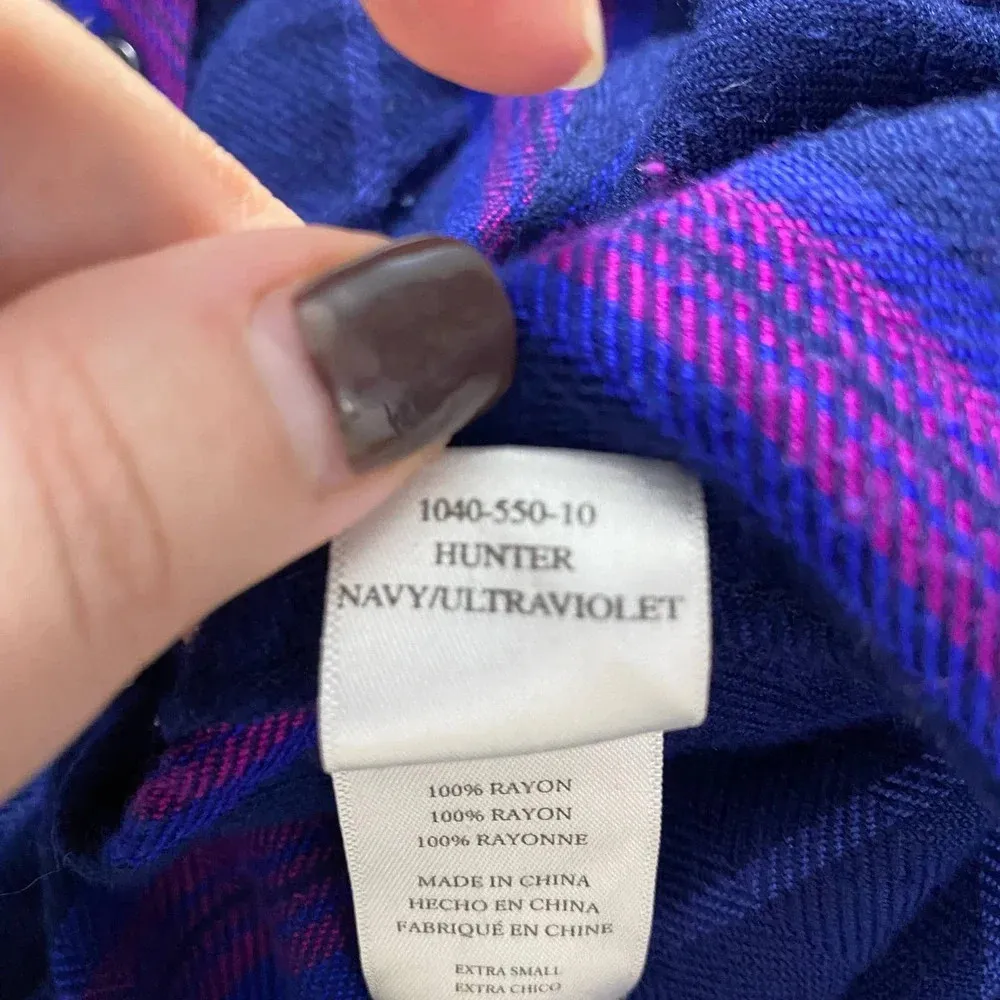 1040-550-10
HUNTER
NAVY/ULTRAVIOLET
100% RAYON
100% RAYON
100% RAYONNE
MADE IN CHINA
HECHO EN CHINA
FABRIQUÉ EN CHINE
EXTRA SMALL
EXTRA CHICO